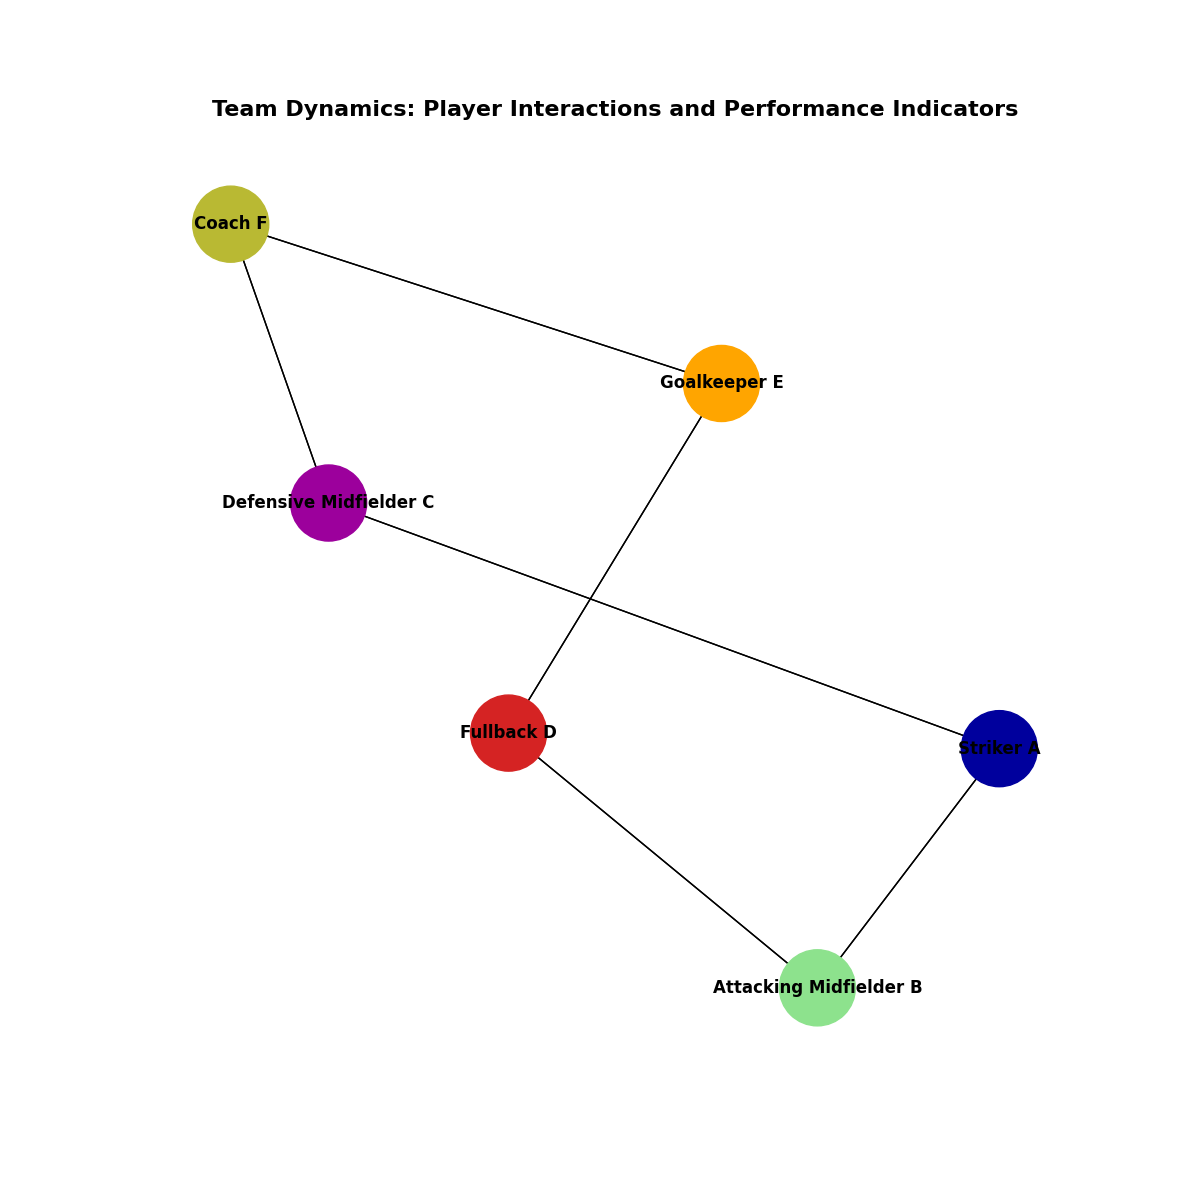 Team Dynamics: Player Interactions and Performance Indicators
Coach F
Goalkeeper E
Defensive Midfielder C
Fullback D
Striker A
Attacking Midfielder B